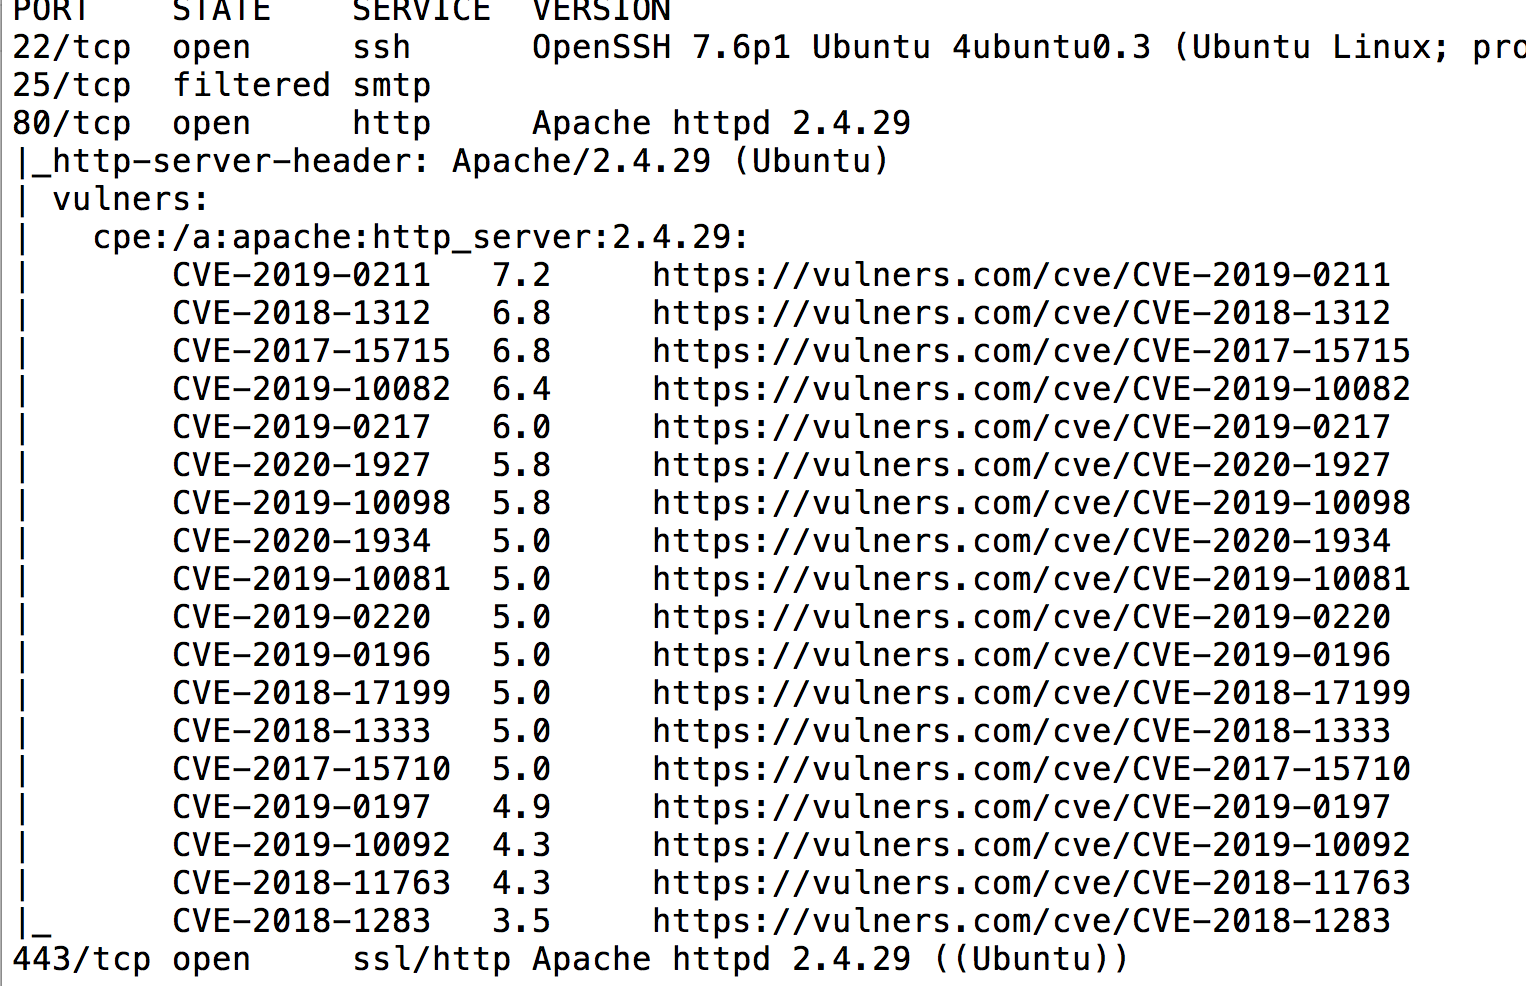 PORT    STATE    SERVICE  VERSION
22/tcp  open     ssh      OpenSSH 7.6p1 Ubuntu 4ubuntu0.3 (Ubuntu Linux; pro
25/tcp  filtered smtp
80/tcp  open     http     Apache httpd 2.4.29
|_http-server-header: Apache/2.4.29 (Ubuntu)
| vulners:
|   cpe:/a:apache:http_server:2.4.29:
|       CVE-2019-0211   7.2     https://vulners.com/cve/CVE-2019-0211
|       CVE-2018-1312   6.8     https://vulners.com/cve/CVE-2018-1312
|       CVE-2017-15715  6.8     https://vulners.com/cve/CVE-2017-15715
|       CVE-2019-10082  6.4     https://vulners.com/cve/CVE-2019-10082
|       CVE-2019-0217   6.0     https://vulners.com/cve/CVE-2019-0217
|       CVE-2020-1927   5.8     https://vulners.com/cve/CVE-2020-1927
|       CVE-2019-10098  5.8     https://vulners.com/cve/CVE-2019-10098
|       CVE-2020-1934   5.0     https://vulners.com/cve/CVE-2020-1934
|       CVE-2019-10081  5.0     https://vulners.com/cve/CVE-2019-10081
|       CVE-2019-0220   5.0     https://vulners.com/cve/CVE-2019-0220
|       CVE-2019-0196   5.0     https://vulners.com/cve/CVE-2019-0196
|       CVE-2018-17199  5.0     https://vulners.com/cve/CVE-2018-17199
|       CVE-2018-1333   5.0     https://vulners.com/cve/CVE-2018-1333
|       CVE-2017-15710  5.0     https://vulners.com/cve/CVE-2017-15710
|       CVE-2019-0197   4.9     https://vulners.com/cve/CVE-2019-0197
|       CVE-2019-10092  4.3     https://vulners.com/cve/CVE-2019-10092
|       CVE-2018-11763  4.3     https://vulners.com/cve/CVE-2018-11763
|_      CVE-2018-1283   3.5     https://vulners.com/cve/CVE-2018-1283
443/tcp open     ssl/http Apache httpd 2.4.29 ((Ubuntu))